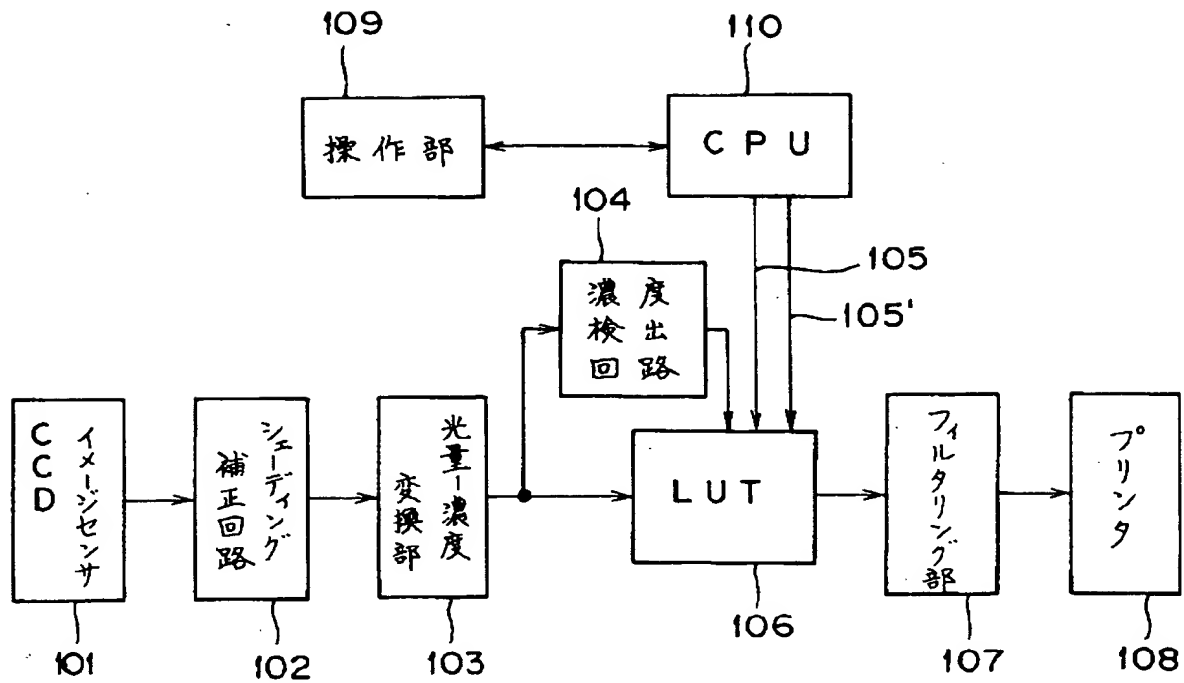 109
110
操作部
CPU
104
濃度
検出
回路
105
105'
CCD
イメージセンサ
シェーディング
補正回路
光量-濃度
変換部
LUT
フィルタリング部
プリンタ
101
102
103
106
107
108